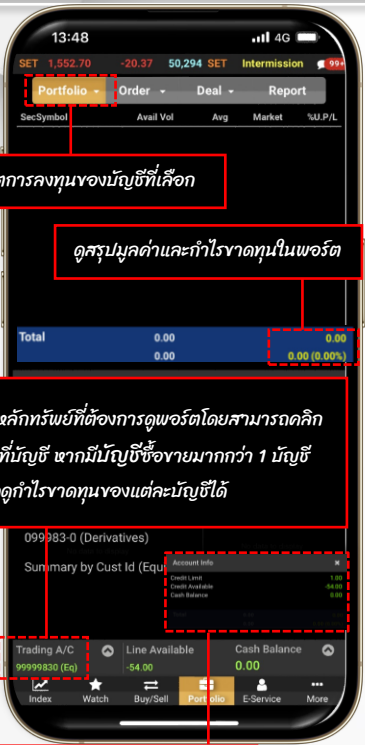 13:48
4G
SET 1,552.70 -20.37 50,294 SET Intermission 99+
Portfolio Order Deal Report
SecSymbol Avail Vol Avg Market %U.P/L
ตการลงทุนของบัญชีที่เลือก
ดูสรุปมูลค่าและกำไรขาดทุนในพอร์ต
Total 0.00 0.00
0.00 0.00 (0.00%)
หลักทรัพย์ที่ต้องการดูพอร์ตโดยสามารถคลิก
ที่บัญชี หากมีบัญชีซื้อขายมากกว่า 1 บัญชี
ดูกำไรขาดทุนของแต่ละบัญชีได้
099983-0 (Derivatives)
Summary by Cust Id (Equ
Account Info
Credit Limit 1.00
Credit Available -54.00
Cash Balance 0.00
Trading A/C Line Available Cash Balance
99999830 (Eq) -54.00 0.00
Index Watch Buy/Sell Portfolio E-Service More